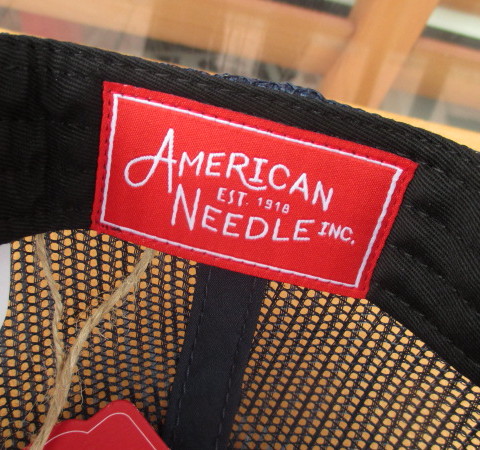 AMERICAN
EST. 1918
NEEDLE INC.